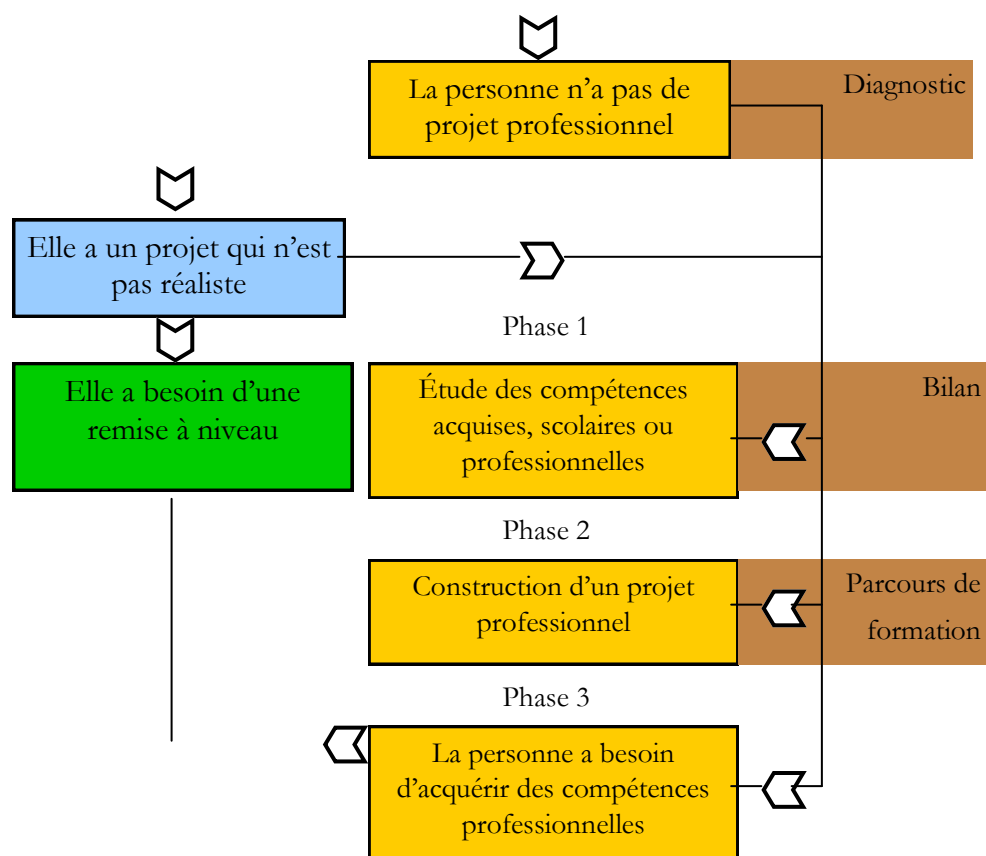 La personne n’a pas de
projet professionnel
Diagnostic
Elle a un projet qui n’est
pas réaliste
Phase 1
Elle a besoin d’une
remise à niveau
Étude des compétences
acquises, scolaires ou
professionnelles
Bilan
Phase 2
Construction d’un projet
professionnel
Parcours de
formation
Phase 3
La personne a besoin
d’acquérir des compétences
professionnelles